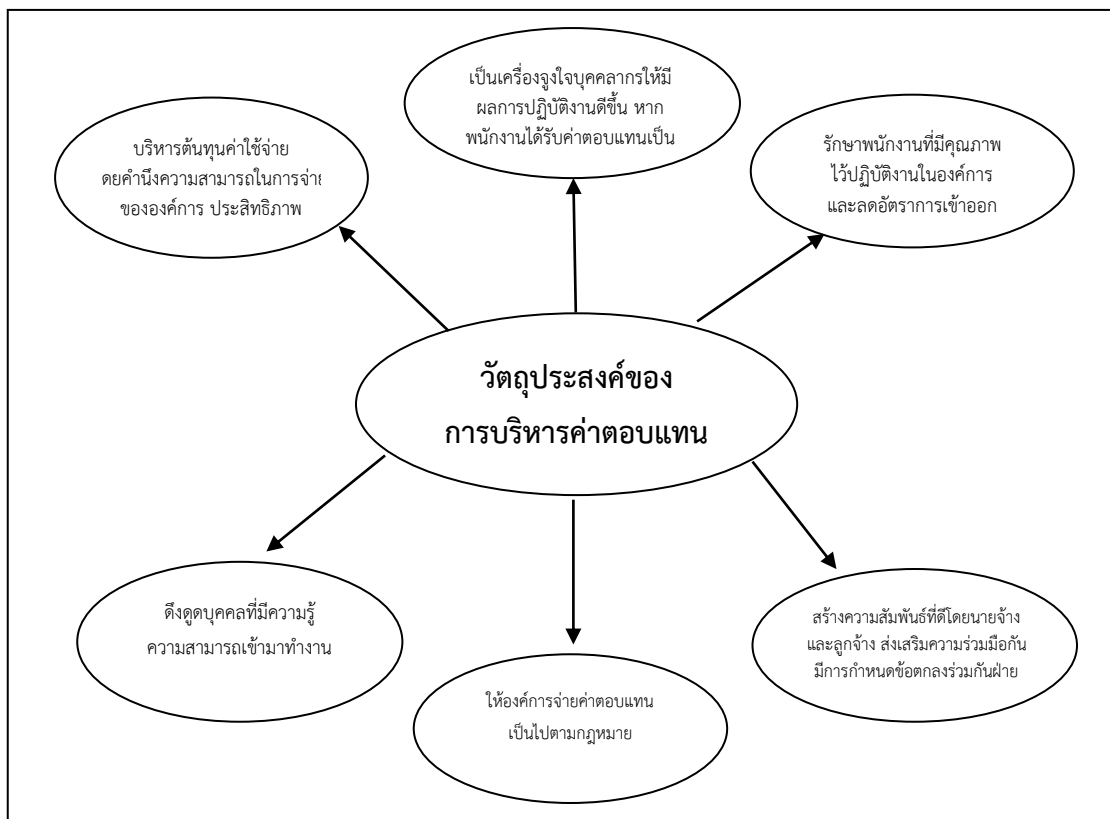 เป็นเครื่องจูงใจบุคคลากรให้มี
ผลการปฏิบัติงานดีขึ้น หาก
พนักงานได้รับค่าตอบแทนเป็น
บริหารต้นทุนค่าใช้จ่าย
ดยคำนึงความสามารถในการจ่าย
ขององค์การ ประสิทธิภาพ
รักษาพนักงานที่มีคุณภาพ
ไว้ปฏิบัติงานในองค์การ
และลดอัตราการเข้าออก
วัตถุประสงค์ของ
การบริหารค่าตอบแทน
ดึงดูดบุคคลที่มีความรู้
ความสามารถเข้ามาทำงาน
ให้องค์การจ่ายค่าตอบแทน
เป็นไปตามกฎหมาย
สร้างความสัมพันธ์ที่ดีโดยนายจ้าง
และลูกจ้าง ส่งเสริมความร่วมมือกัน
มีการกำหนดข้อตกลงร่วมกันฝ่าย